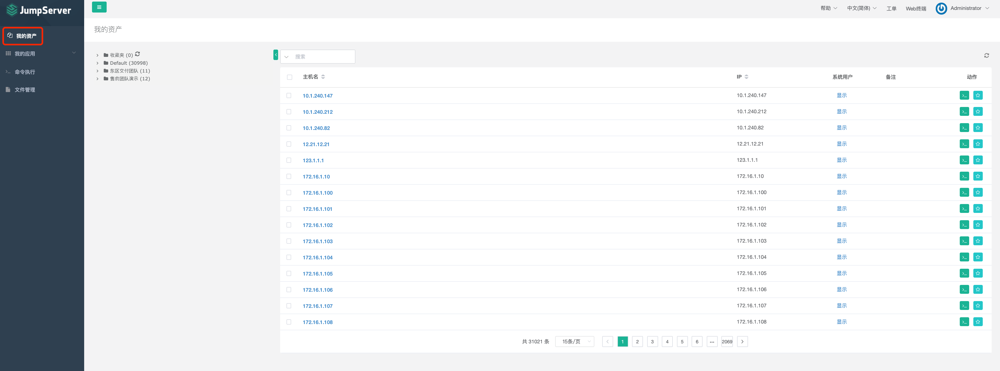 JumpServer
帮助 中文(简体) 工单 Web终端 Administrator
我的资产
我的应用
命令执行
文件管理
我的资产
收藏夹 (0)
Default (30998)
东区交付团队 (11)
售前团队演示 (12)
搜索
主机名 IP 系统用户 备注 动作
10.1.240.147 10.1.240.147 显示
10.1.240.212 10.1.240.212 显示
10.1.240.82 10.1.240.82 显示
12.21.12.21 12.21.12.21 显示
123.1.1.1 123.1.1.1 显示
172.16.1.10 172.16.1.10 显示
172.16.1.100 172.16.1.100 显示
172.16.1.101 172.16.1.101 显示
172.16.1.102 172.16.1.102 显示
172.16.1.103 172.16.1.103 显示
172.16.1.104 172.16.1.104 显示
172.16.1.105 172.16.1.105 显示
172.16.1.106 172.16.1.106 显示
172.16.1.107 172.16.1.107 显示
172.16.1.108 172.16.1.108 显示
共 31021 条 15条/页 1 2 3 4 5 6 ... 2069